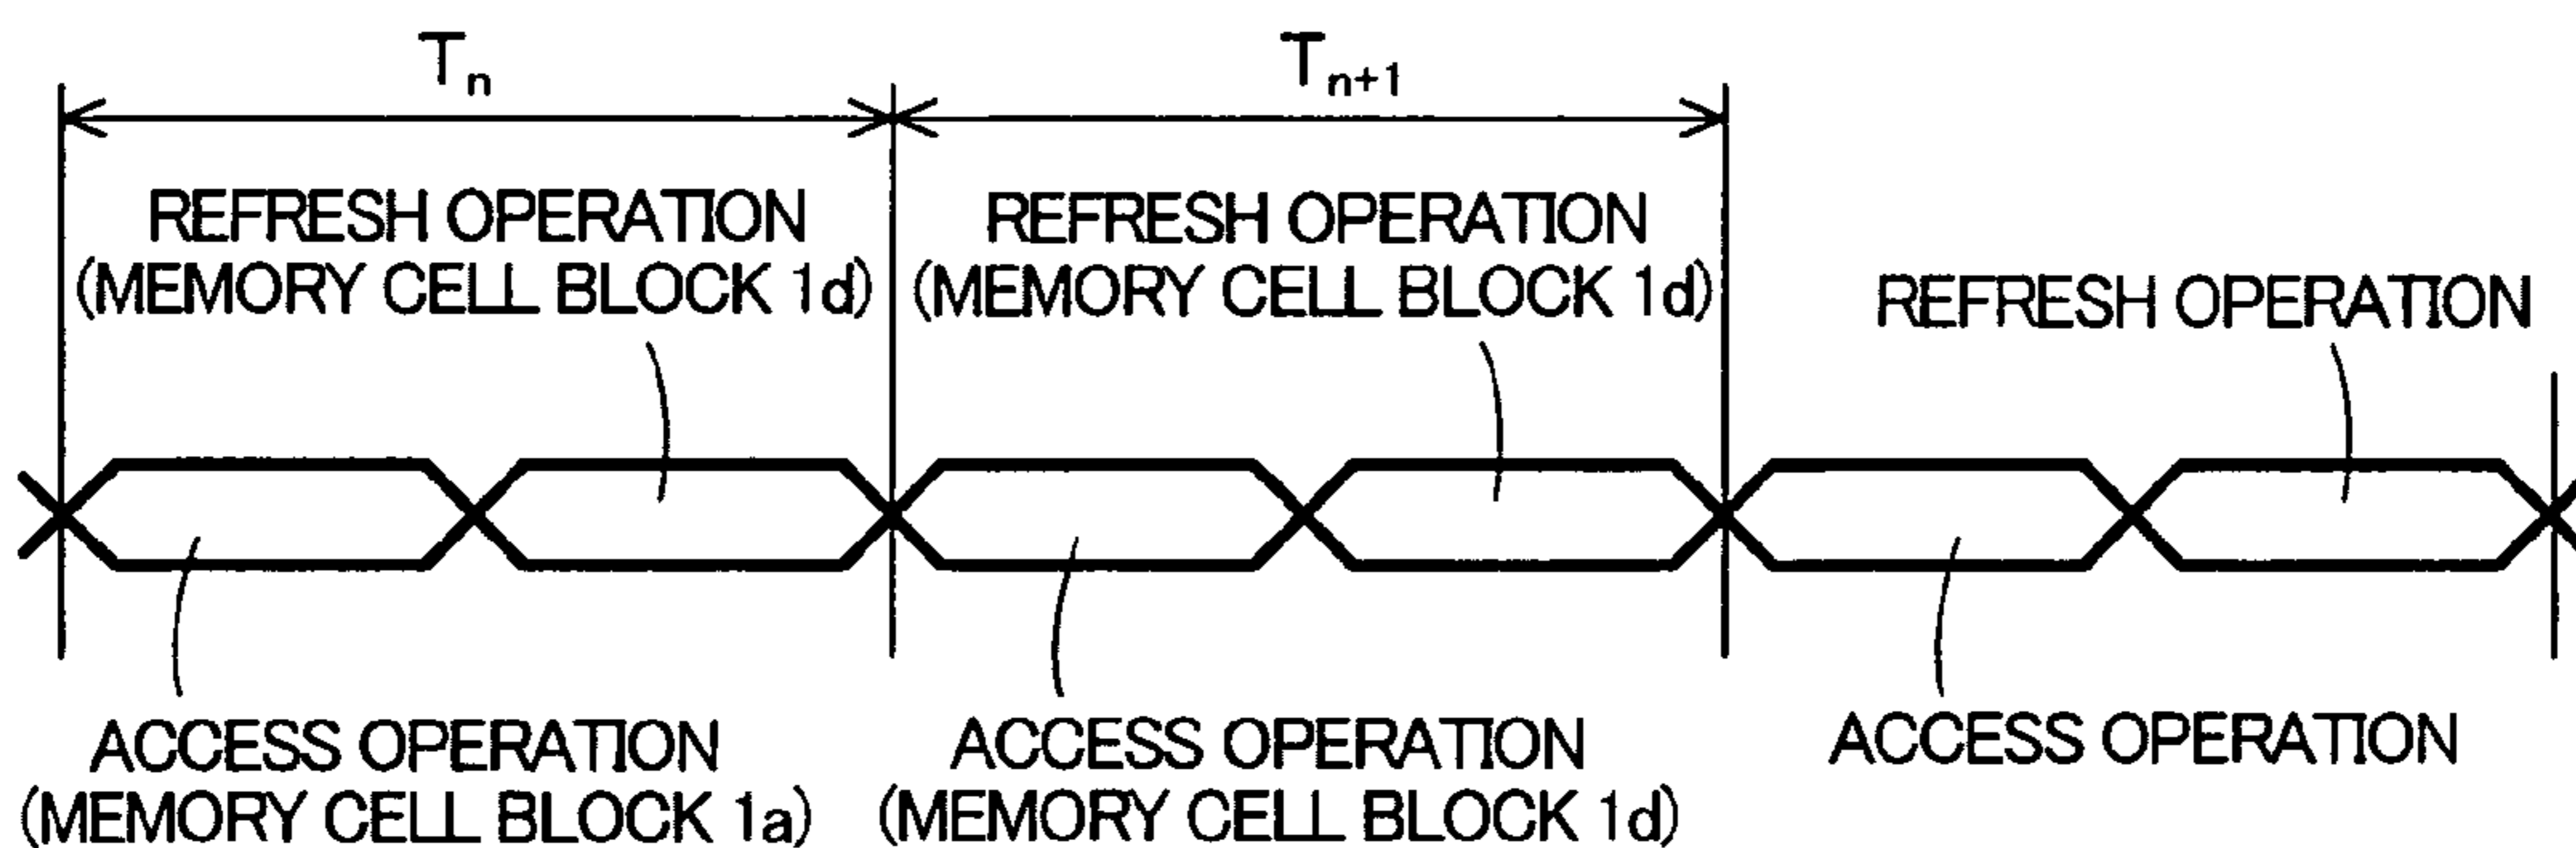 Tn
Tn+1
REFRESH OPERATION
(MEMORY CELL BLOCK 1d)
REFRESH OPERATION
(MEMORY CELL BLOCK 1d)
REFRESH OPERATION
ACCESS OPERATION
(MEMORY CELL BLOCK 1a)
ACCESS OPERATION
(MEMORY CELL BLOCK 1d)
ACCESS OPERATION